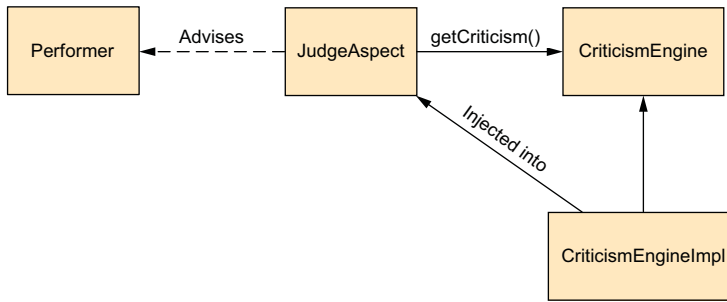 Advises
getCriticism()
Performer
JudgeAspect
CriticismEngine
Injected into
CriticismEngineImpl